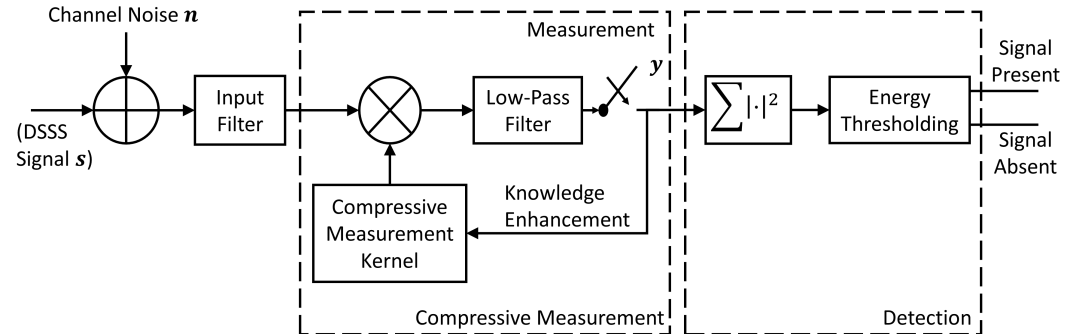 Channel Noise n
Measurement
Signal
Present
(DSSS
Signal s)
Input
Filter
Low-Pass
Filter
y
∑|·|²
Energy
Thresholding
Signal
Absent
Compressive
Measurement
Kernel
Knowledge
Enhancement
Compressive Measurement
Detection